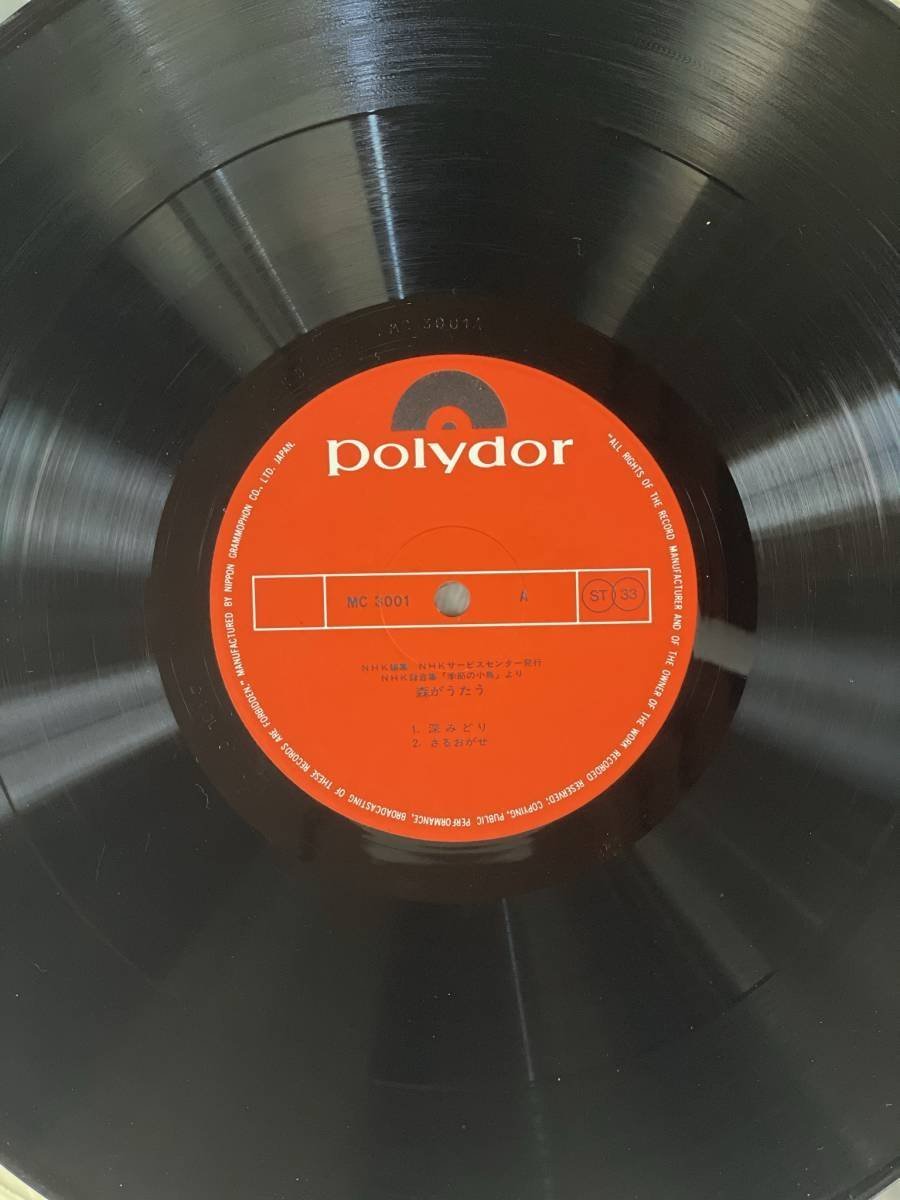 MC 3001A
polydor
MC 3001 A ST 33
NHK編集 NHKサービスセンター発行
NHK録音集「季節の小鳥」より
森がうたう
1. 深みどり
2. さるおがせ
"ALL RIGHTS OF THE RECORD MANUFACTURER AND OF THE OWNER OF THE WORK RECORDED RESERVED; COPYING, PUBLIC PERFORMANCE, BROADCASTING OF THESE RECORDS ARE FORBIDDEN," MANUFACTURED BY NIPPON GRAMMOPHON CO., LTD. JAPAN.